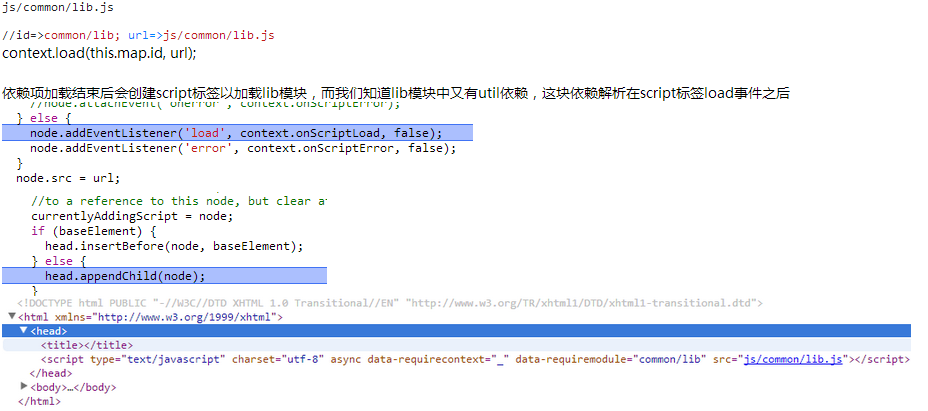 js/common/lib.js
//id=>common/lib; url=>js/common/lib.js
context.load(this.map.id, url);
依赖项加载结束后会创建script标签以加载lib模块，而我们知道lib模块中又有util依赖，这块依赖解析在script标签load事件之后
//node.attachEvent('onerror', context.onScriptError);
} else {
node.addEventListener('load', context.onScriptLoad, false);
node.addEventListener('error', context.onScriptError, false);
}
node.src = url;
//to a reference to this node, but clear a
currentlyAddingScript = node;
if (baseElement) {
head.insertBefore(node, baseElement);
} else {
head.appendChild(node);
}
<!DOCTYPE html PUBLIC "-//W3C//DTD XHTML 1.0 Transitional//EN" "http://www.w3.org/TR/xhtml1/DTD/xhtml1-transitional.dtd">
▼<html xmlns="http://www.w3.org/1999/xhtml">
▼<head>
<title></title>
<script type="text/javascript" charset="utf-8" async data-requirecontext="_" data-requiremodule="common/lib" src="js/common/lib.js"></script>
</head>
▶<body>…</body>
</html>